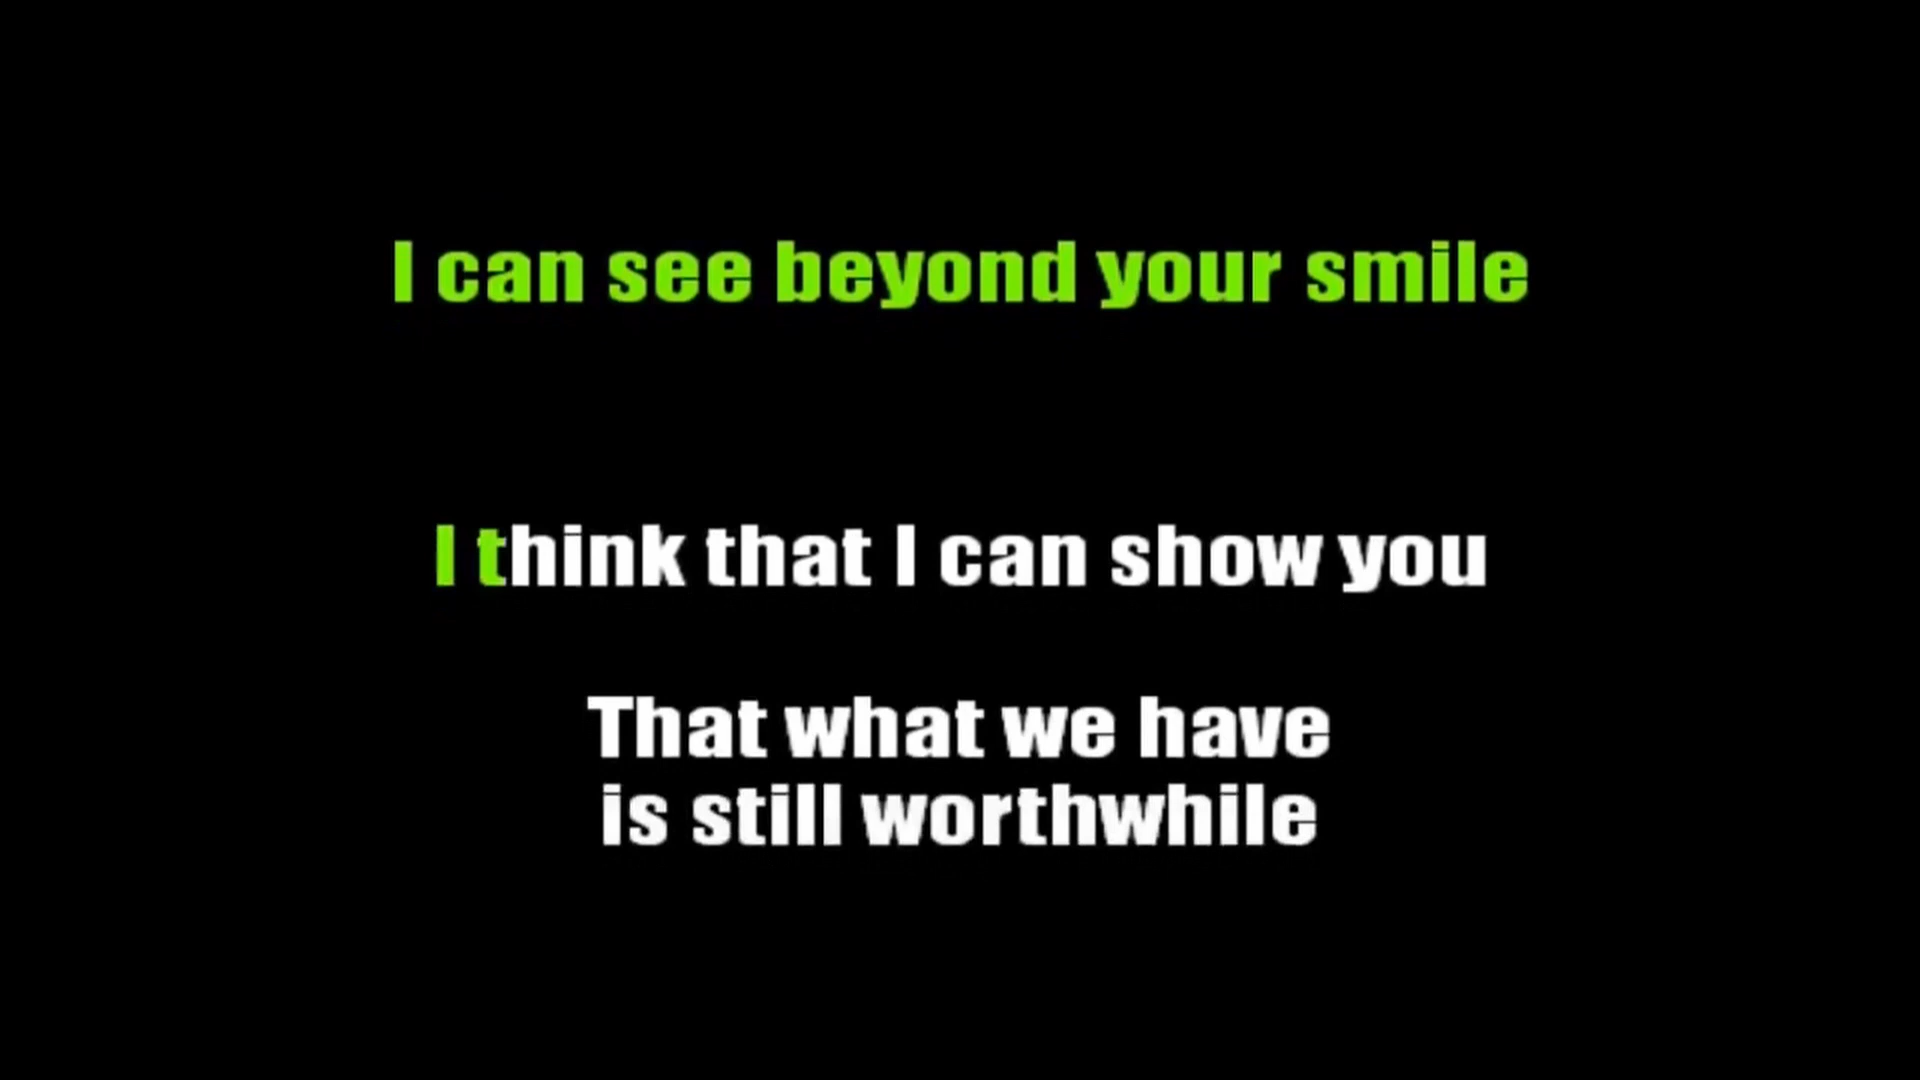 I can see beyond your smile
I think that I can show you
That what we have
is still worthwhile